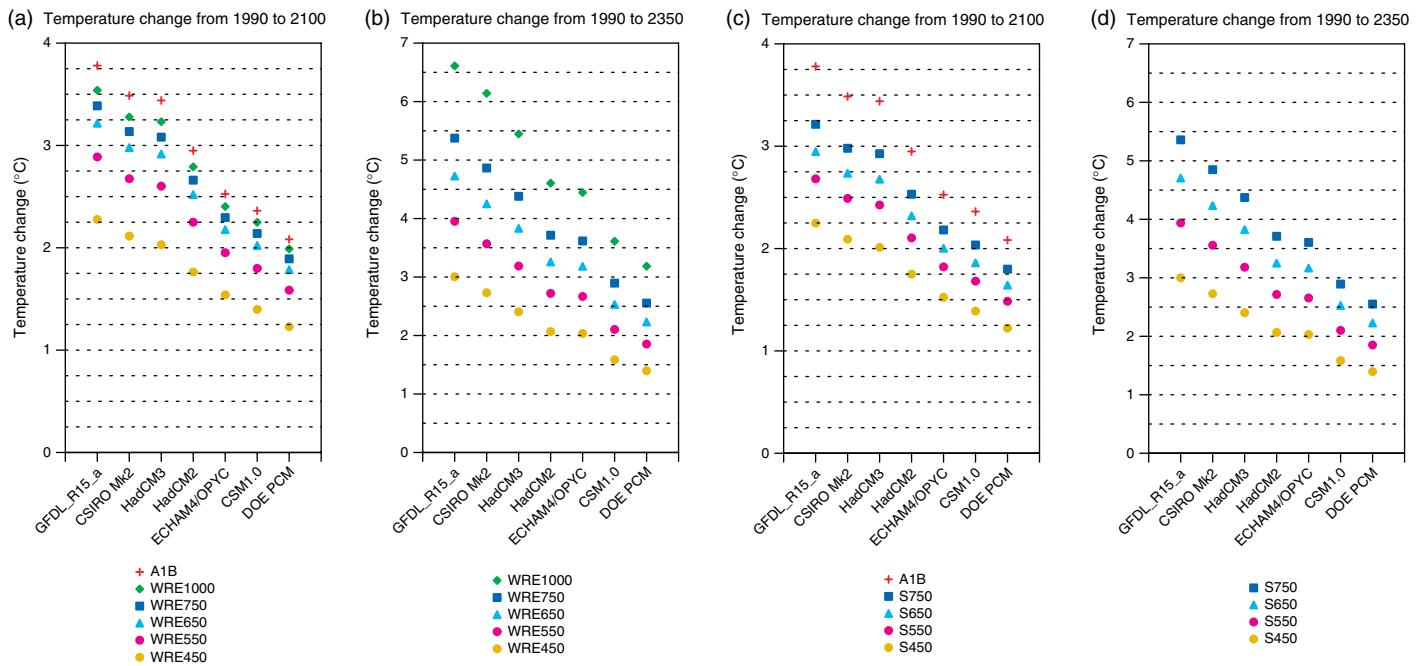 (a) Temperature change from 1990 to 2100
Temperature change (°C)
4
3
2
1
0
GFDL_R15_a
CSIRO Mk2
HadCM3
HadCM2
ECHAM4/OPYC
CSM1.0
DOE PCM
A1B
WRE1000
WRE750
WRE650
WRE550
WRE450
(b) Temperature change from 1990 to 2350
Temperature change (°C)
7
6
5
4
3
2
1
0
GFDL_R15_a
CSIRO Mk2
HadCM3
HadCM2
ECHAM4/OPYC
CSM1.0
DOE PCM
WRE1000
WRE750
WRE650
WRE550
WRE450
(c) Temperature change from 1990 to 2100
Temperature change (°C)
4
3
2
1
0
GFDL_R15_a
CSIRO Mk2
HadCM3
HadCM2
ECHAM4/OPYC
CSM1.0
DOE PCM
A1B
S750
S650
S550
S450
(d) Temperature change from 1990 to 2350
Temperature change (°C)
7
6
5
4
3
2
1
0
GFDL_R15_a
CSIRO Mk2
HadCM3
HadCM2
ECHAM4/OPYC
CSM1.0
DOE PCM
S750
S650
S550
S450